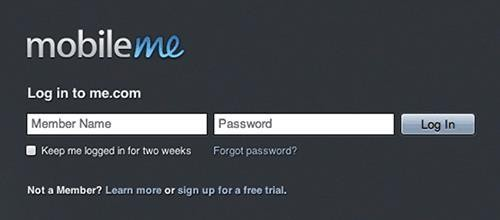 mobileme
Log in to me.com
Member Name Password Log In
Keep me logged in for two weeks Forgot password?
Not a Member? Learn more or sign up for a free trial.